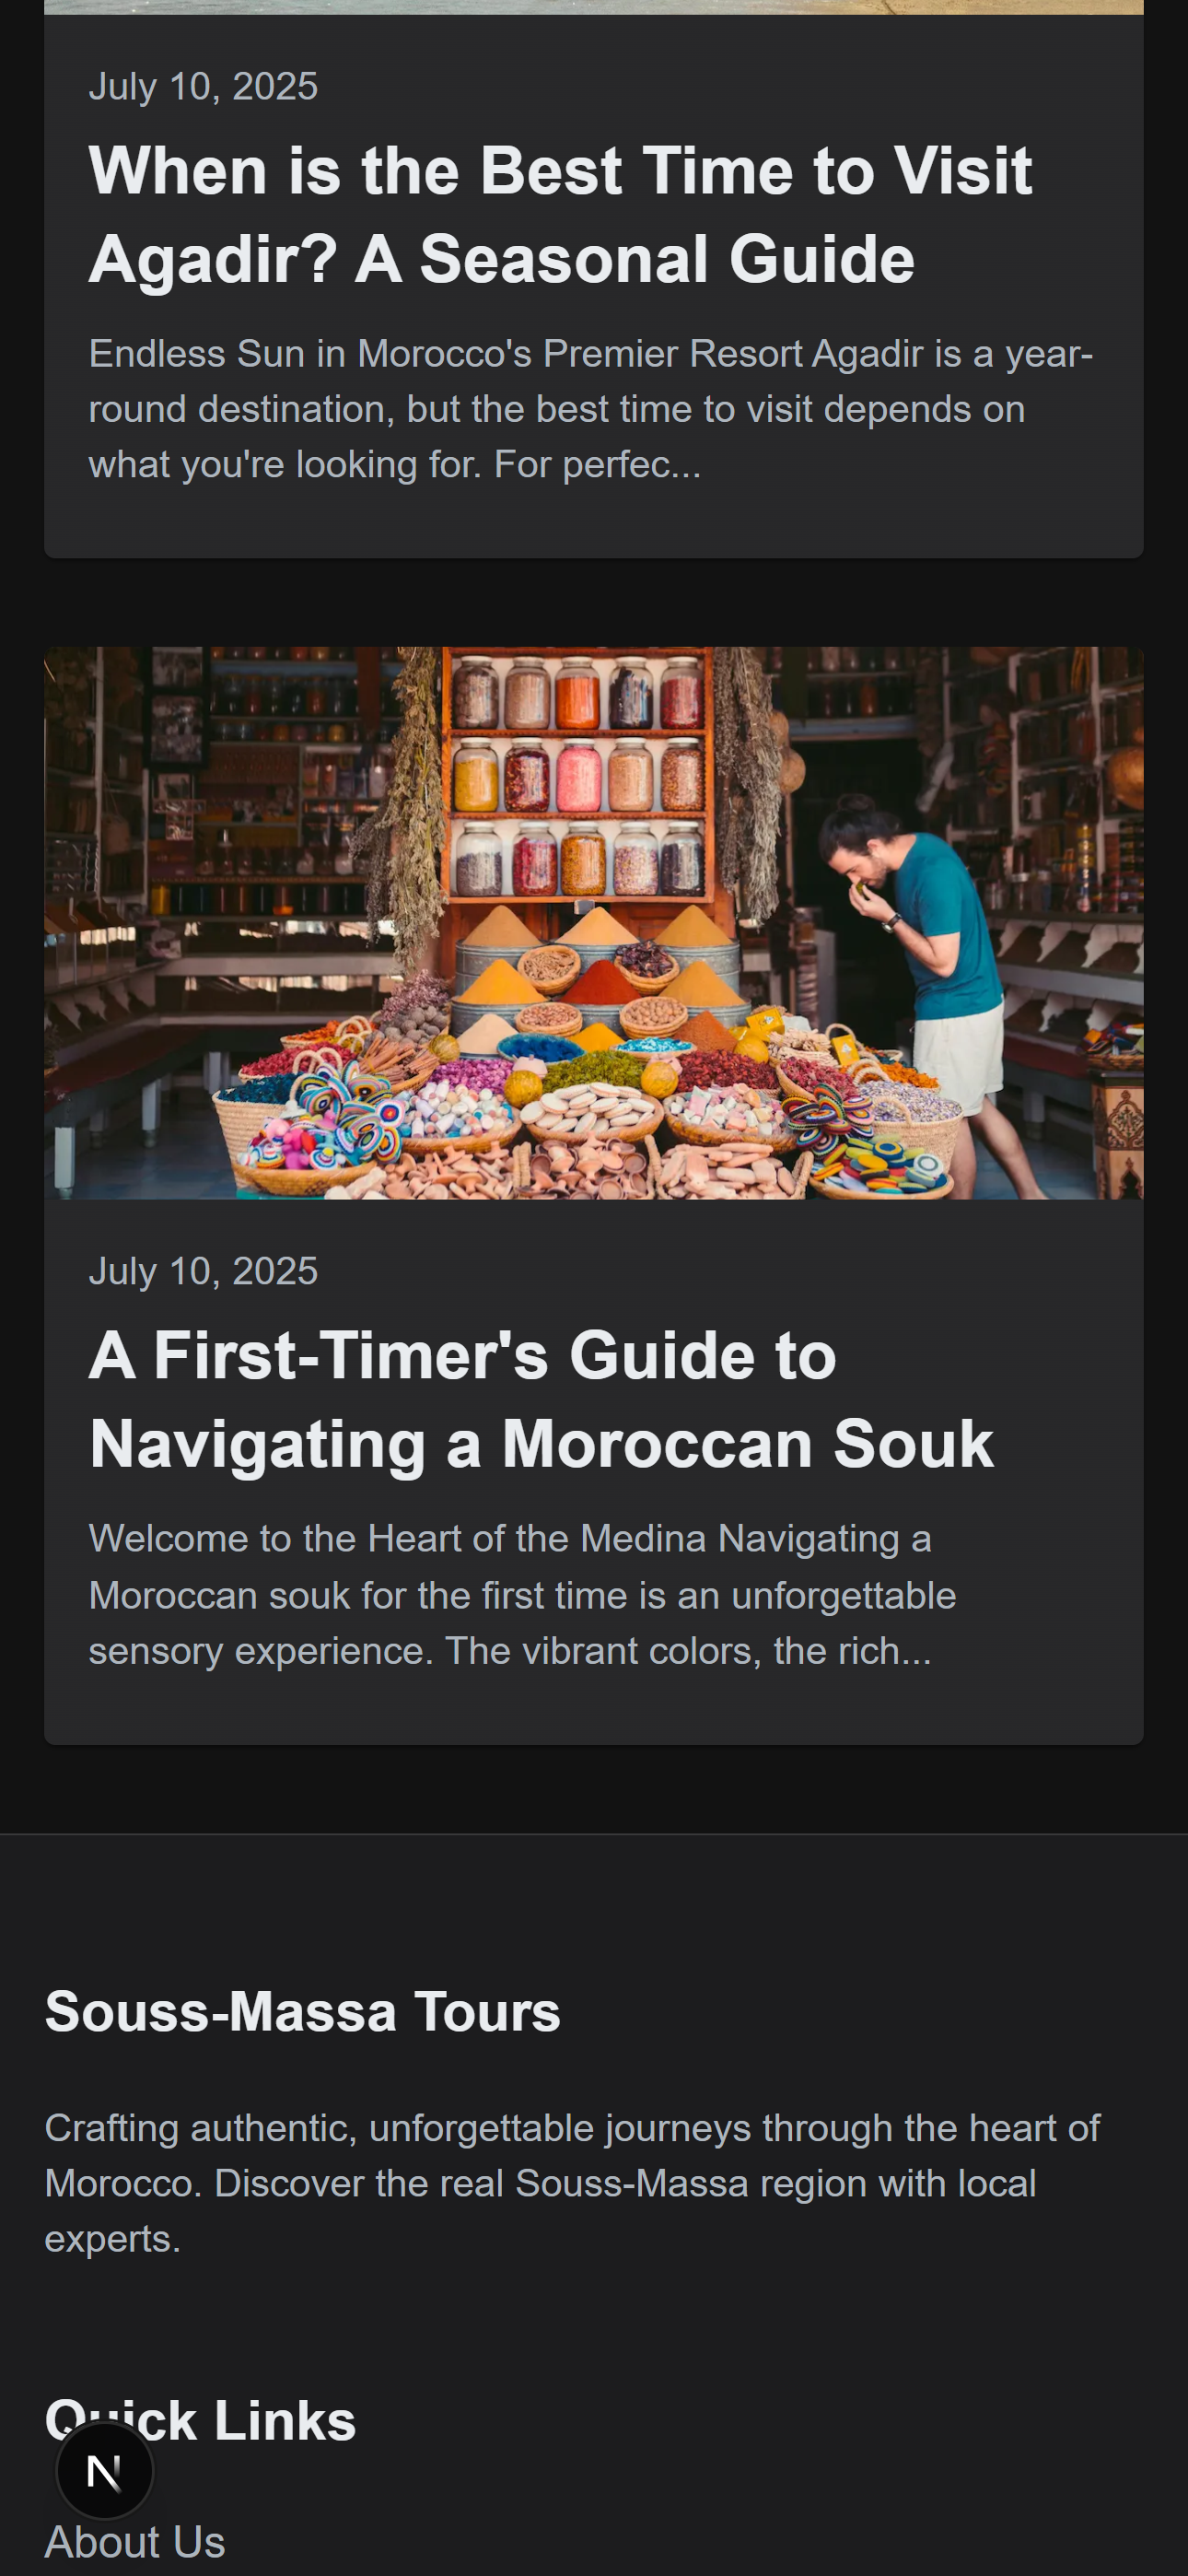 July 10, 2025
When is the Best Time to Visit
Agadir? A Seasonal Guide
Endless Sun in Morocco's Premier Resort Agadir is a year-
round destination, but the best time to visit depends on
what you're looking for. For perfec...
July 10, 2025
A First-Timer's Guide to
Navigating a Moroccan Souk
Welcome to the Heart of the Medina Navigating a
Moroccan souk for the first time is an unforgettable
sensory experience. The vibrant colors, the rich...
Souss-Massa Tours
Crafting authentic, unforgettable journeys through the heart of
Morocco. Discover the real Souss-Massa region with local
experts.
Quick Links
N
About Us